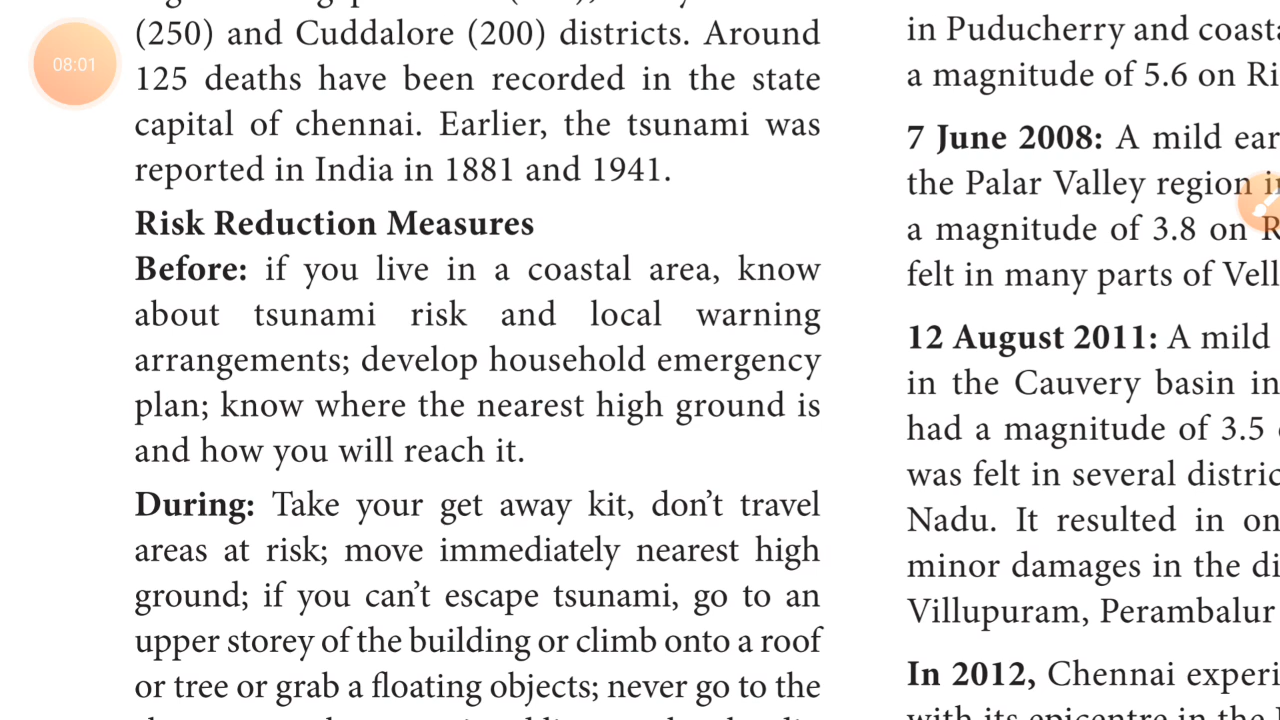 08:01
(250) and Cuddalore (200) districts. Around
125 deaths have been recorded in the state
capital of chennai. Earlier, the tsunami was
reported in India in 1881 and 1941.
Risk Reduction Measures
Before: if you live in a coastal area, know
about tsunami risk and local warning
arrangements; develop household emergency
plan; know where the nearest high ground is
and how you will reach it.
During: Take your get away kit, don’t travel
areas at risk; move immediately nearest high
ground; if you can’t escape tsunami, go to an
upper storey of the building or climb onto a roof
or tree or grab a floating objects; never go to the
in Puducherry and
a magnitude of 5.6 on
7 June 2008: A mild
the Palar Valley region
a magnitude of 3.8 on
felt in many parts of
12 August 2011: A mild
in the Cauvery basin in
had a magnitude of 3.5
was felt in several
Nadu. It resulted in
minor damages in the
Villupuram, Perambalur
In 2012, Chennai
with its epicentre in the